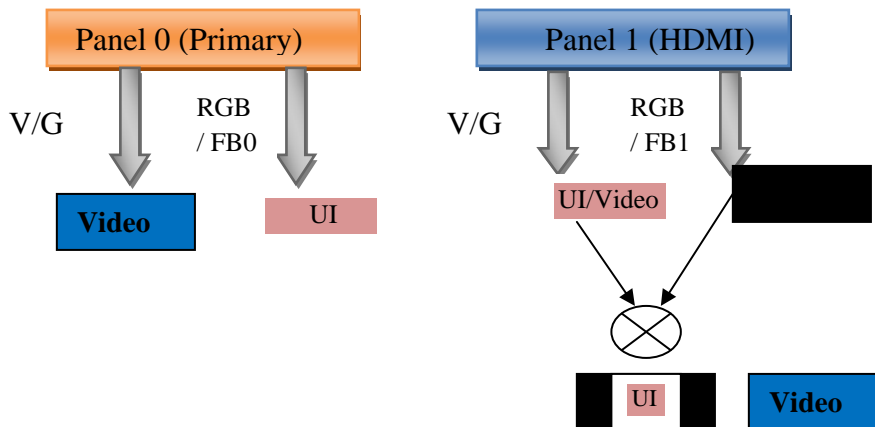 Panel 0 (Primary)
Panel 1 (HDMI)
V/G
RGB
/ FB0
V/G
RGB
/ FB1
Video
UI
UI/Video
UI
Video